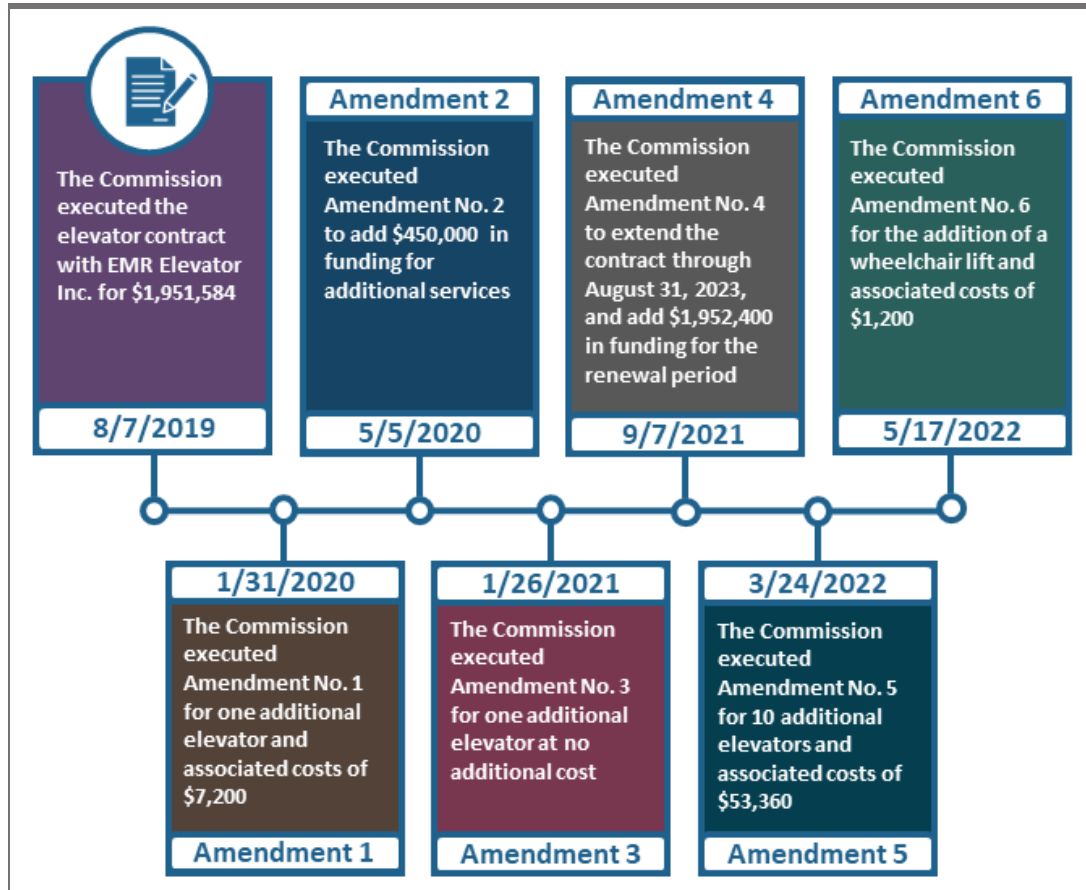 The Commission
executed the
elevator contract
with EMR Elevator
Inc. for $1,951,584
8/7/2019
Amendment 2
The Commission
executed
Amendment No. 2
to add $450,000 in
funding for
additional services
5/5/2020
Amendment 4
The Commission
executed
Amendment No. 4
to extend the
contract through
August 31, 2023,
and add $1,952,400
in funding for the
renewal period
9/7/2021
Amendment 6
The Commission
executed
Amendment No. 6
for the addition of a
wheelchair lift and
associated costs of
$1,200
5/17/2022
1/31/2020
The Commission
executed
Amendment No. 1
for one additional
elevator and
associated costs of
$7,200
Amendment 1
1/26/2021
The Commission
executed
Amendment No. 3
for one additional
elevator at no
additional cost
Amendment 3
3/24/2022
The Commission
executed
Amendment No. 5
for 10 additional
elevators and
associated costs of
$53,360
Amendment 5